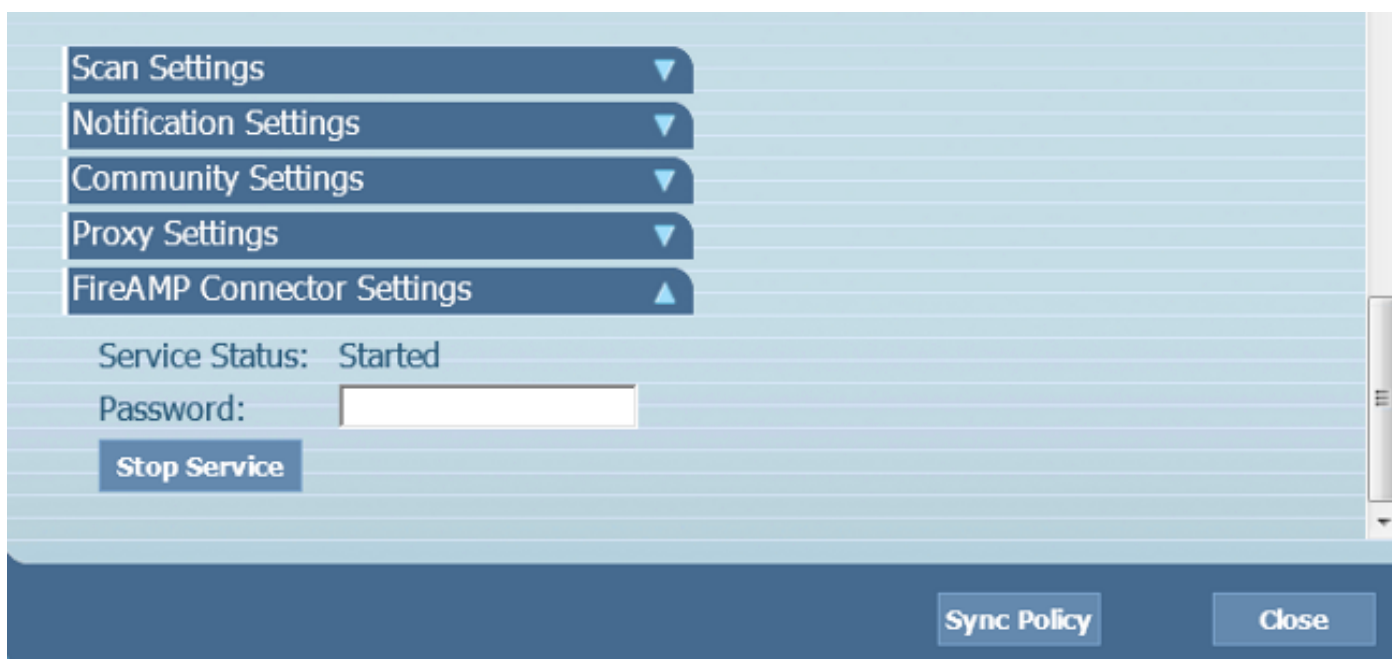 Scan Settings
Notification Settings
Community Settings
Proxy Settings
FireAMP Connector Settings
Service Status: Started
Password:
Stop Service
Sync Policy Close